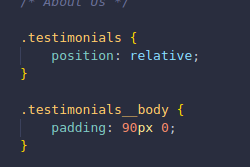 /* About Us */
.testimonials {
position: relative;
}
.testimonials__body {
padding: 90px 0;
}